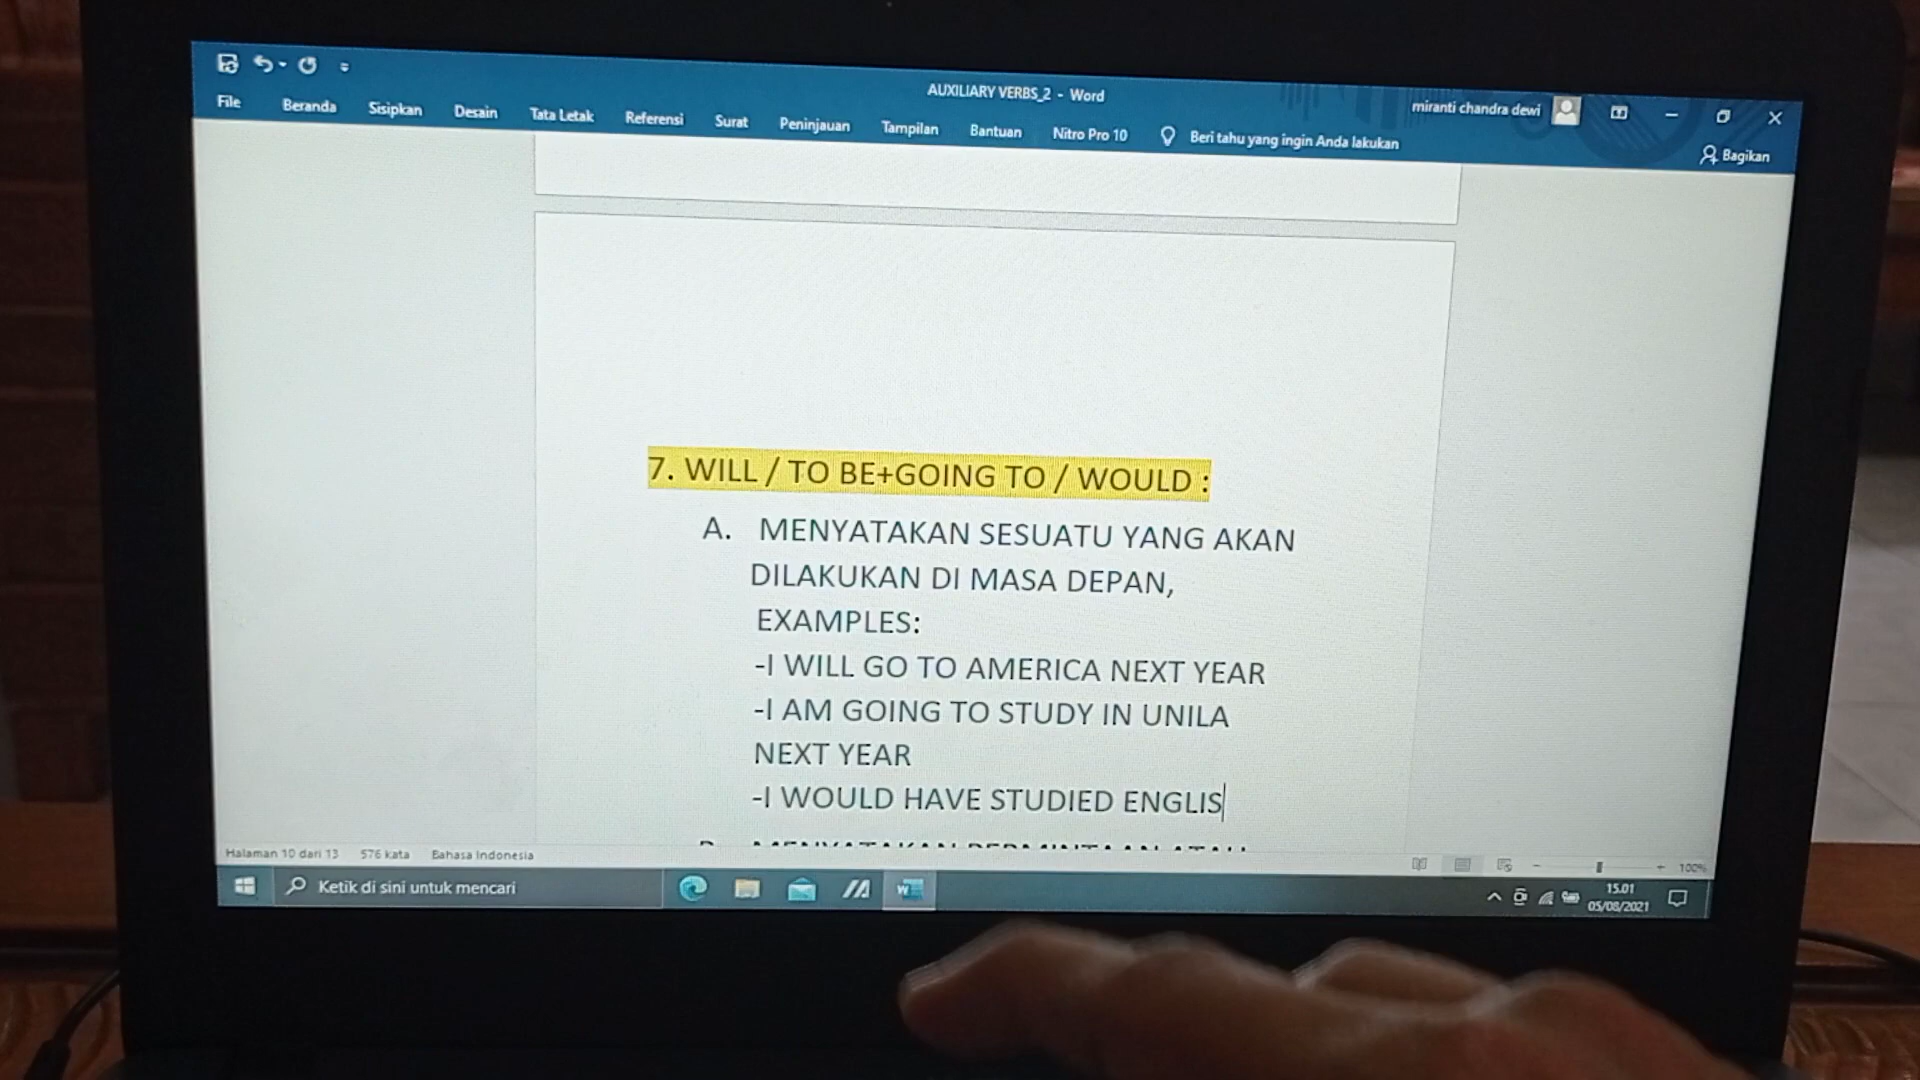 AUXILIARY VERBS_2 - Word
miranti chandra dewi
File Beranda Sisipkan Desain Tata Letak Referensi Surat Peninjauan Tampilan Bantuan Nitro Pro 10 Beri tahu yang ingin Anda lakukan
Bagikan
7. WILL / TO BE+GOING TO / WOULD :
A. MENYATAKAN SESUATU YANG AKAN
DILAKUKAN DI MASA DEPAN,
EXAMPLES:
-I WILL GO TO AMERICA NEXT YEAR
-I AM GOING TO STUDY IN UNILA
NEXT YEAR
-I WOULD HAVE STUDIED ENGLIS
Halaman 10 dari 13 576 kata Bahasa Indonesia
100%
Ketik di sini untuk mencari
15.01
05/08/2021